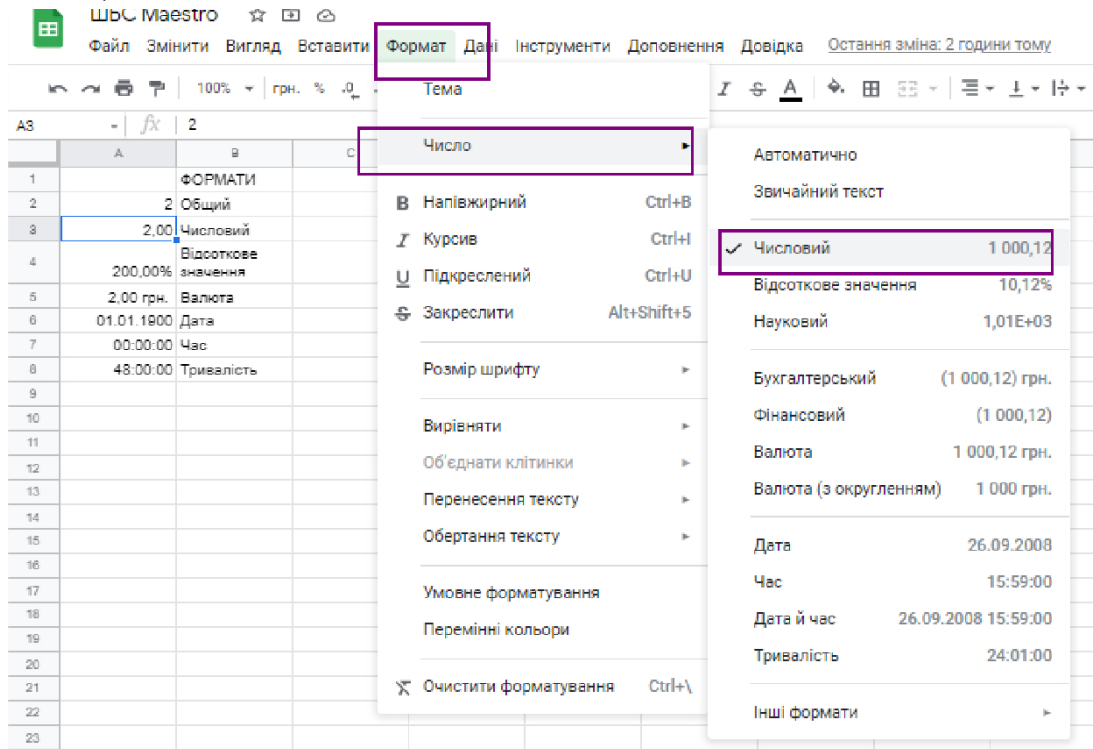 ШБС Maestro
Файл Змінити Вигляд Вставити Формат Дані Інструменти Доповнення Довідка Остання зміна: 2 години тому
100% грн. % .0
A3 fx 2
A B C
1 ФОРМАТИ
2 2 Общий
3 2,00 Числовий
4 200,00% Відсоткове значення
5 2,00 грн. Валюта
6 01.01.1900 Дата
7 00:00:00 Час
8 48:00:00 Тривалість
9
10
11
12
13
14
15
16
17
18
19
20
21
22
23
Тема
Число
B Напівжирний Ctrl+B
I Курсив Ctrl+I
U Підкреслений Ctrl+U
S Закреслити Alt+Shift+5
Розмір шрифту
Вирівняти
Об'єднати клітинки
Перенесення тексту
Обертання тексту
Умовне форматування
Перемінні кольори
Очистити форматування Ctrl+\
I S A
Автоматично
Звичайний текст
Числовий 1 000,12
Відсоткове значення 10,12%
Науковий 1,01E+03
Бухгалтерський (1 000,12) грн.
Фінансовий (1 000,12)
Валюта 1 000,12 грн.
Валюта (з округленням) 1 000 грн.
Дата 26.09.2008
Час 15:59:00
Дата й час 26.09.2008 15:59:00
Тривалість 24:01:00
Інші формати